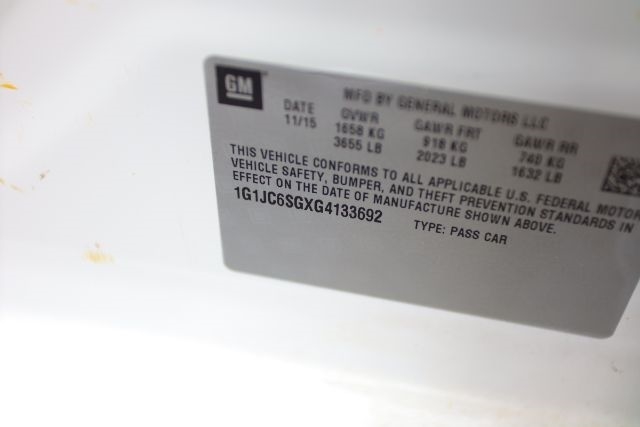 GM
MFD BY GENERAL MOTORS LLC
DATE GVWR GAWR FRT GAWR RR
11/15 1658 KG 918 KG 740 KG
3655 LB 2023 LB 1632 LB
THIS VEHICLE CONFORMS TO ALL APPLICABLE U.S. FEDERAL MOTOR
VEHICLE SAFETY, BUMPER, AND THEFT PREVENTION STANDARDS IN
EFFECT ON THE DATE OF MANUFACTURE SHOWN ABOVE.
1G1JC6SGXG4133692 TYPE: PASS CAR